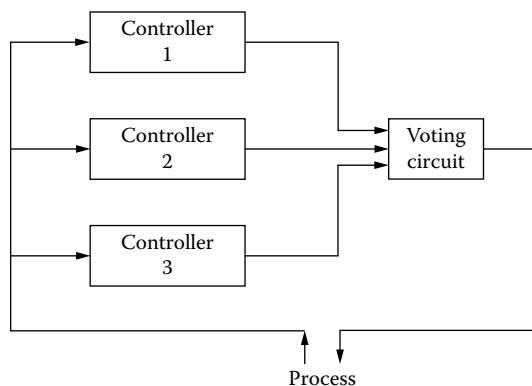 Controller
1
Controller
2
Voting
circuit
Controller
3
Process